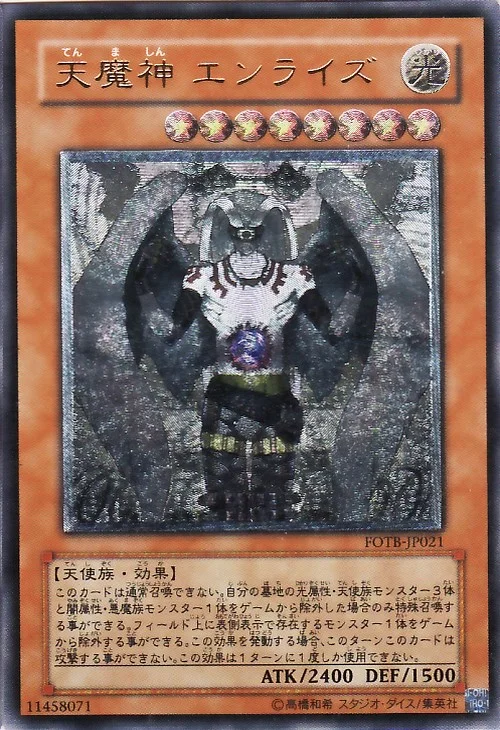 てん ま しん
天魔神 エンライズ
光
FOTB-JP021
てん し ぞく こう か
【天使族・効果】
このカードは通常召喚できない。自分の墓地の光属性・天使族モンスター3体
と闇属性・悪魔族モンスター1体をゲームから除外した場合のみ特殊召喚す
る事ができる。フィールド上に表側表示で存在するモンスター1体をゲーム
から除外する事ができる。この効果を発動する場合、このターンこのカードは
攻撃する事ができない。この効果は1ターンに1度しか使用できない。
ATK/2400 DEF/1500
11458071
©高橋和希 スタジオ・ダイス/集英社